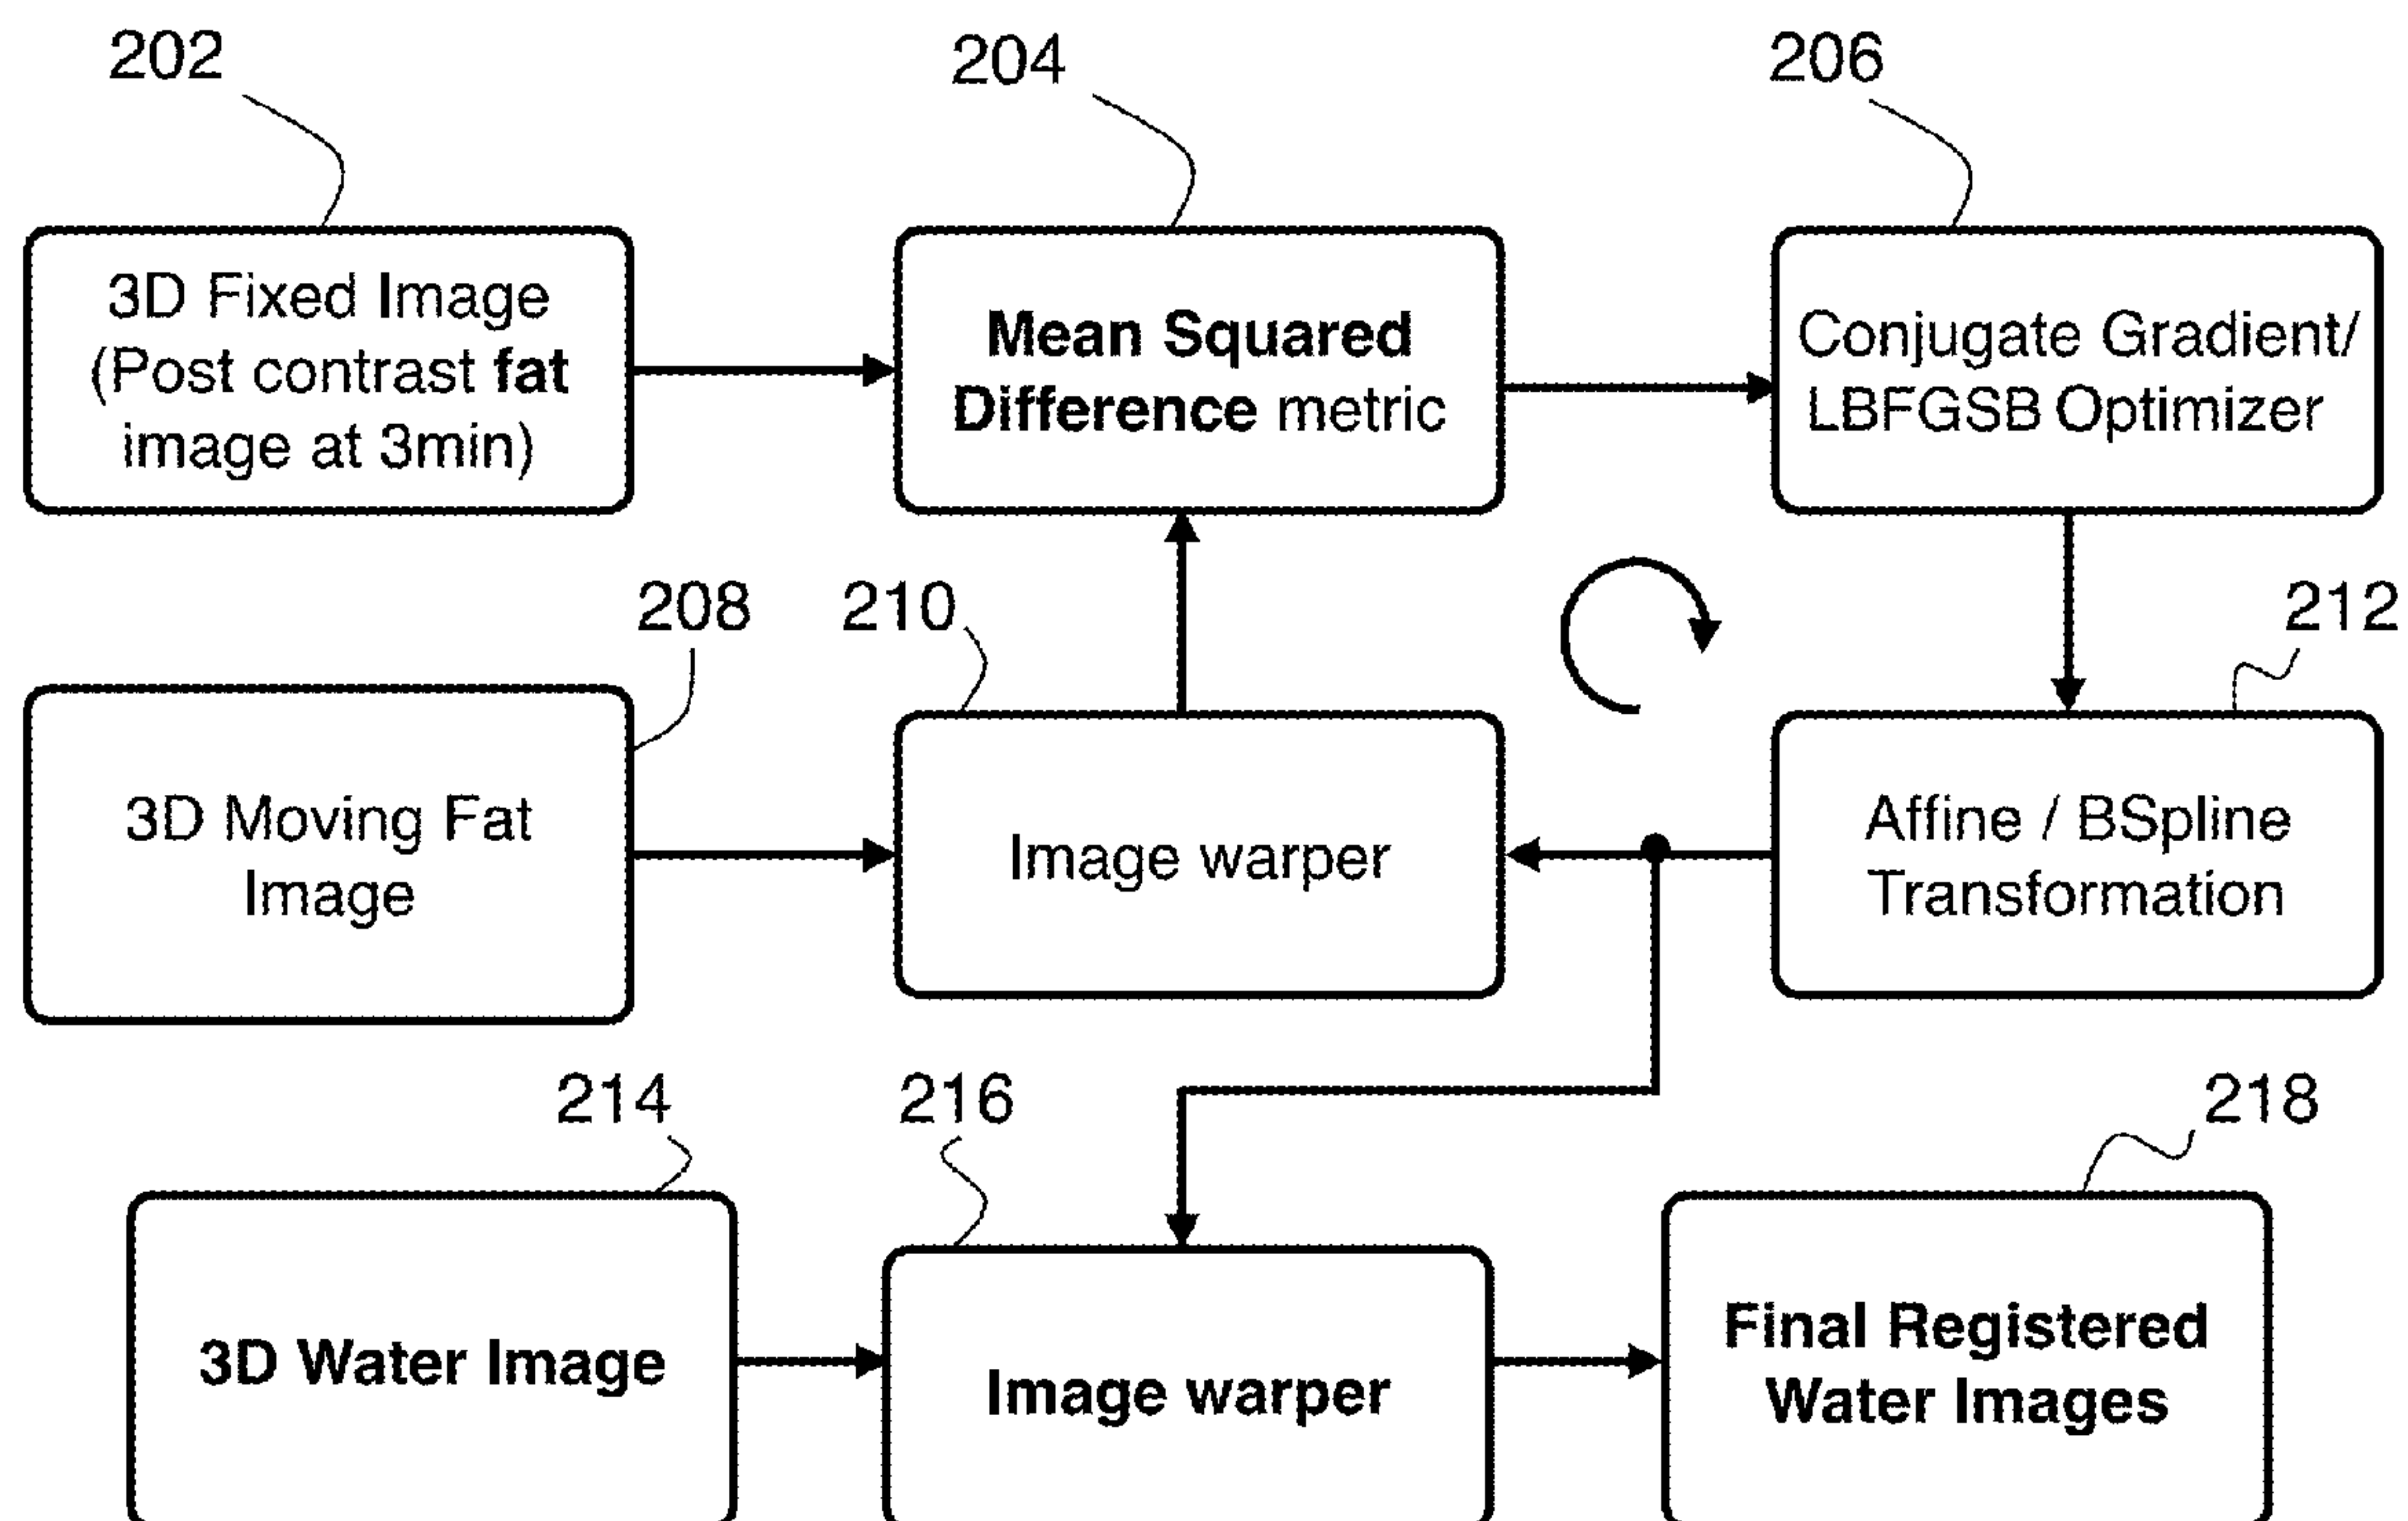 202
204
206
3D Fixed Image
(Post contrast fat
image at 3min)
Mean Squared
Difference metric
Conjugate Gradient/
LBFGSB Optimizer
208
210
212
3D Moving Fat
Image
Image warper
Affine / BSpline
Transformation
214
216
218
3D Water Image
Image warper
Final Registered
Water Images